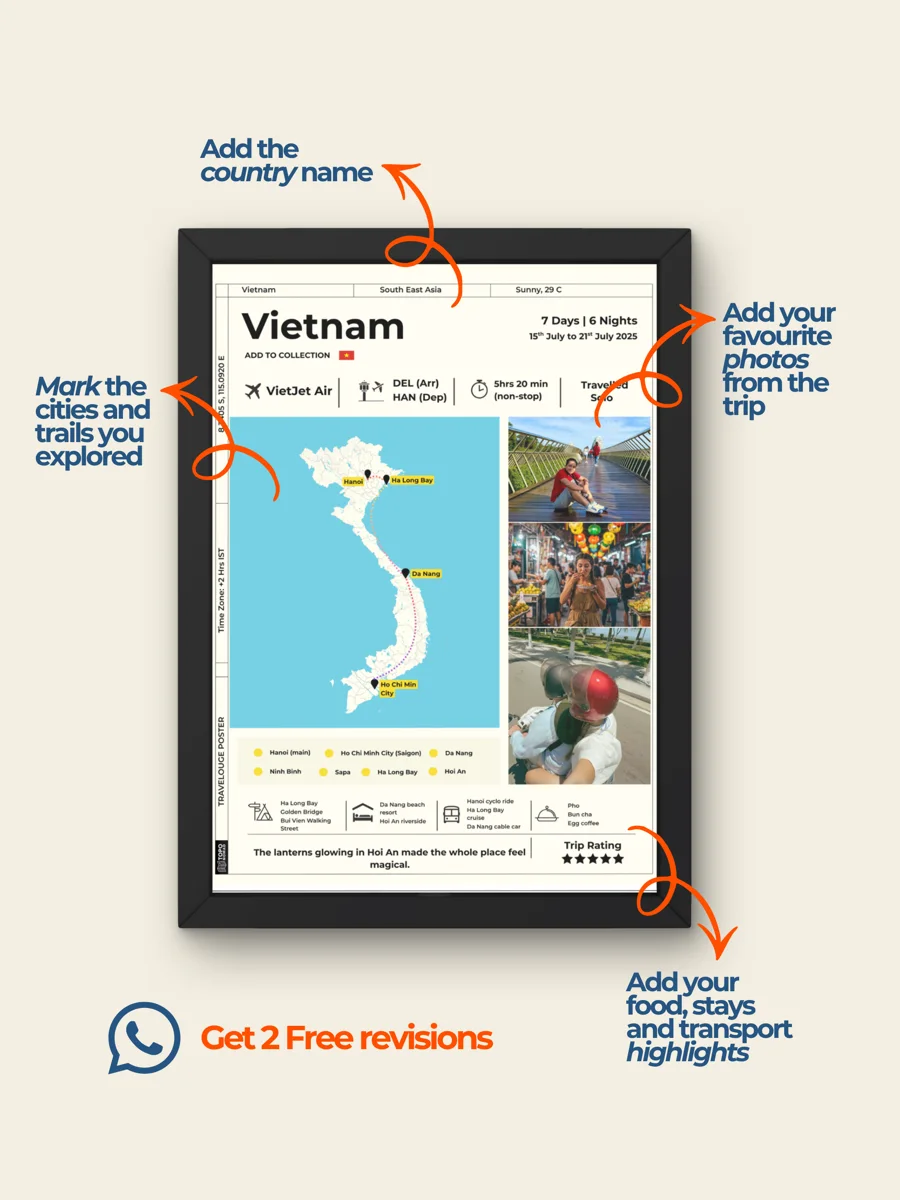 Add the
country name
Vietnam
South East Asia
Sunny, 29 C
Vietnam
7 Days | 6 Nights
ADD TO COLLECTION
15th July to 21st July 2025
Add your
favourite
photos
from the
trip
Mark the
cities and
trails you
explored
S, 115.0920 E
Time Zone: +2 Hrs IST
TRAVELOUGE POSTER
VietJet Air
DEL (Arr)
HAN (Dep)
5hrs 20 min
(non-stop)
Travelled
Solo
Hanoi
Ha Long Bay
Da Nang
Ho Chi Min
City
Hanoi (main)
Ho Chi Minh City (Saigon)
Da Nang
Ninh Binh
Sapa
Ha Long Bay
Hoi An
Ha Long Bay
Golden Bridge
Bui Vien Walking
Street
Da Nang beach
resort
Hoi An riverside
Hanoi cyclo ride
Ha Long Bay
cruise
Da Nang cable car
Pho
Bun cha
Egg coffee
The lanterns glowing in Hoi An made the whole place feel
magical.
Trip Rating
Add your
food, stays
and transport
highlights
Get 2 Free revisions